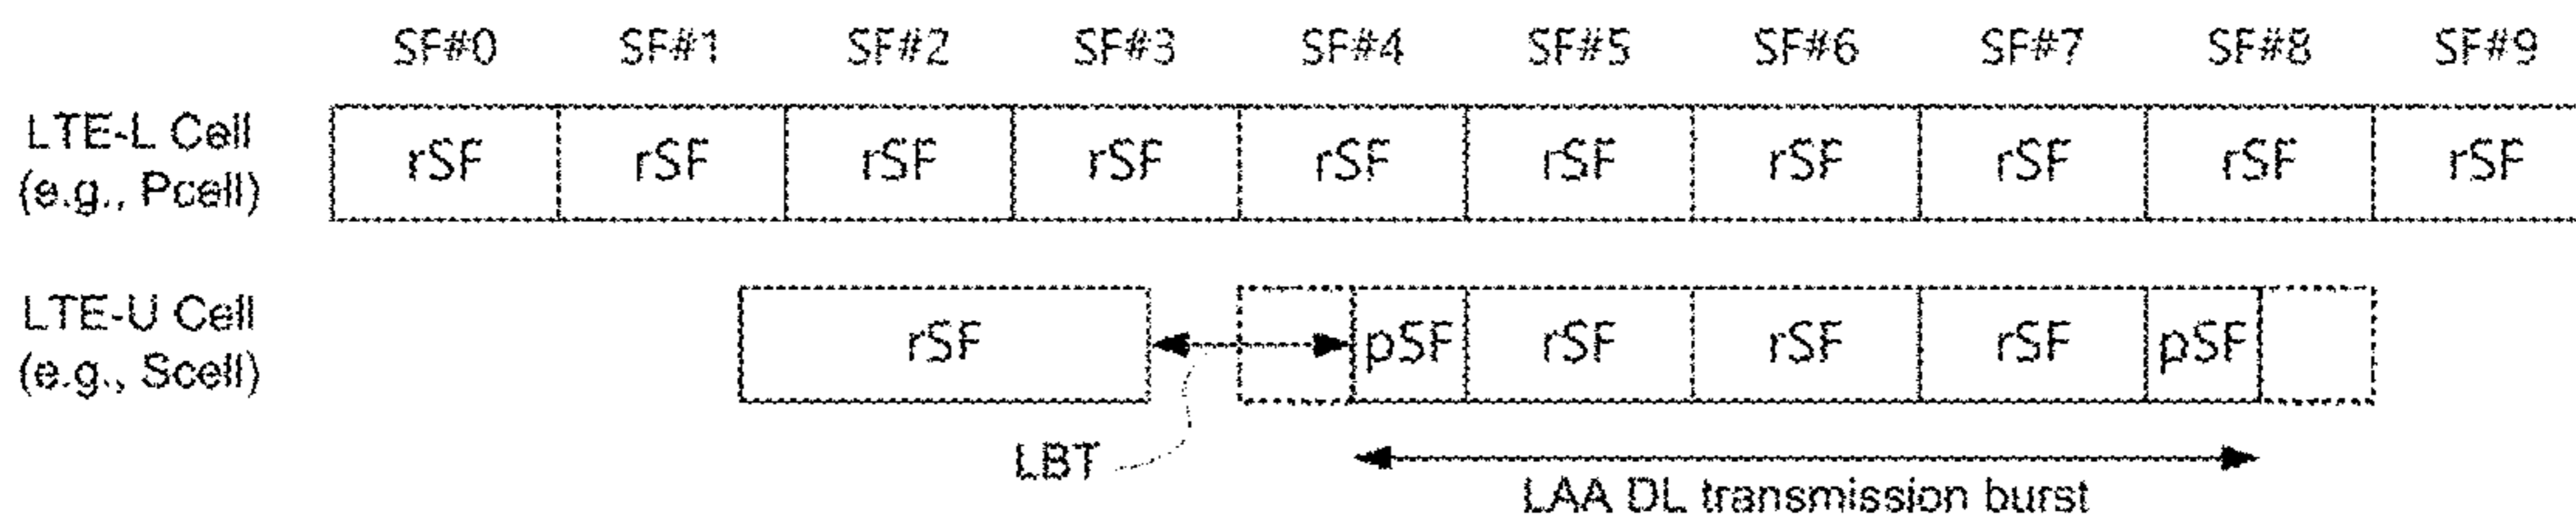 SF#0 SF#1 SF#2 SF#3 SF#4 SF#5 SF#6 SF#7 SF#8 SF#9
LTE-L Cell
(e.g., Pcell)
rSF rSF rSF rSF rSF rSF rSF rSF rSF rSF
LTE-U Cell
(e.g., Scell)
rSF pSF rSF rSF rSF pSF
LBT
LAA DL transmission burst